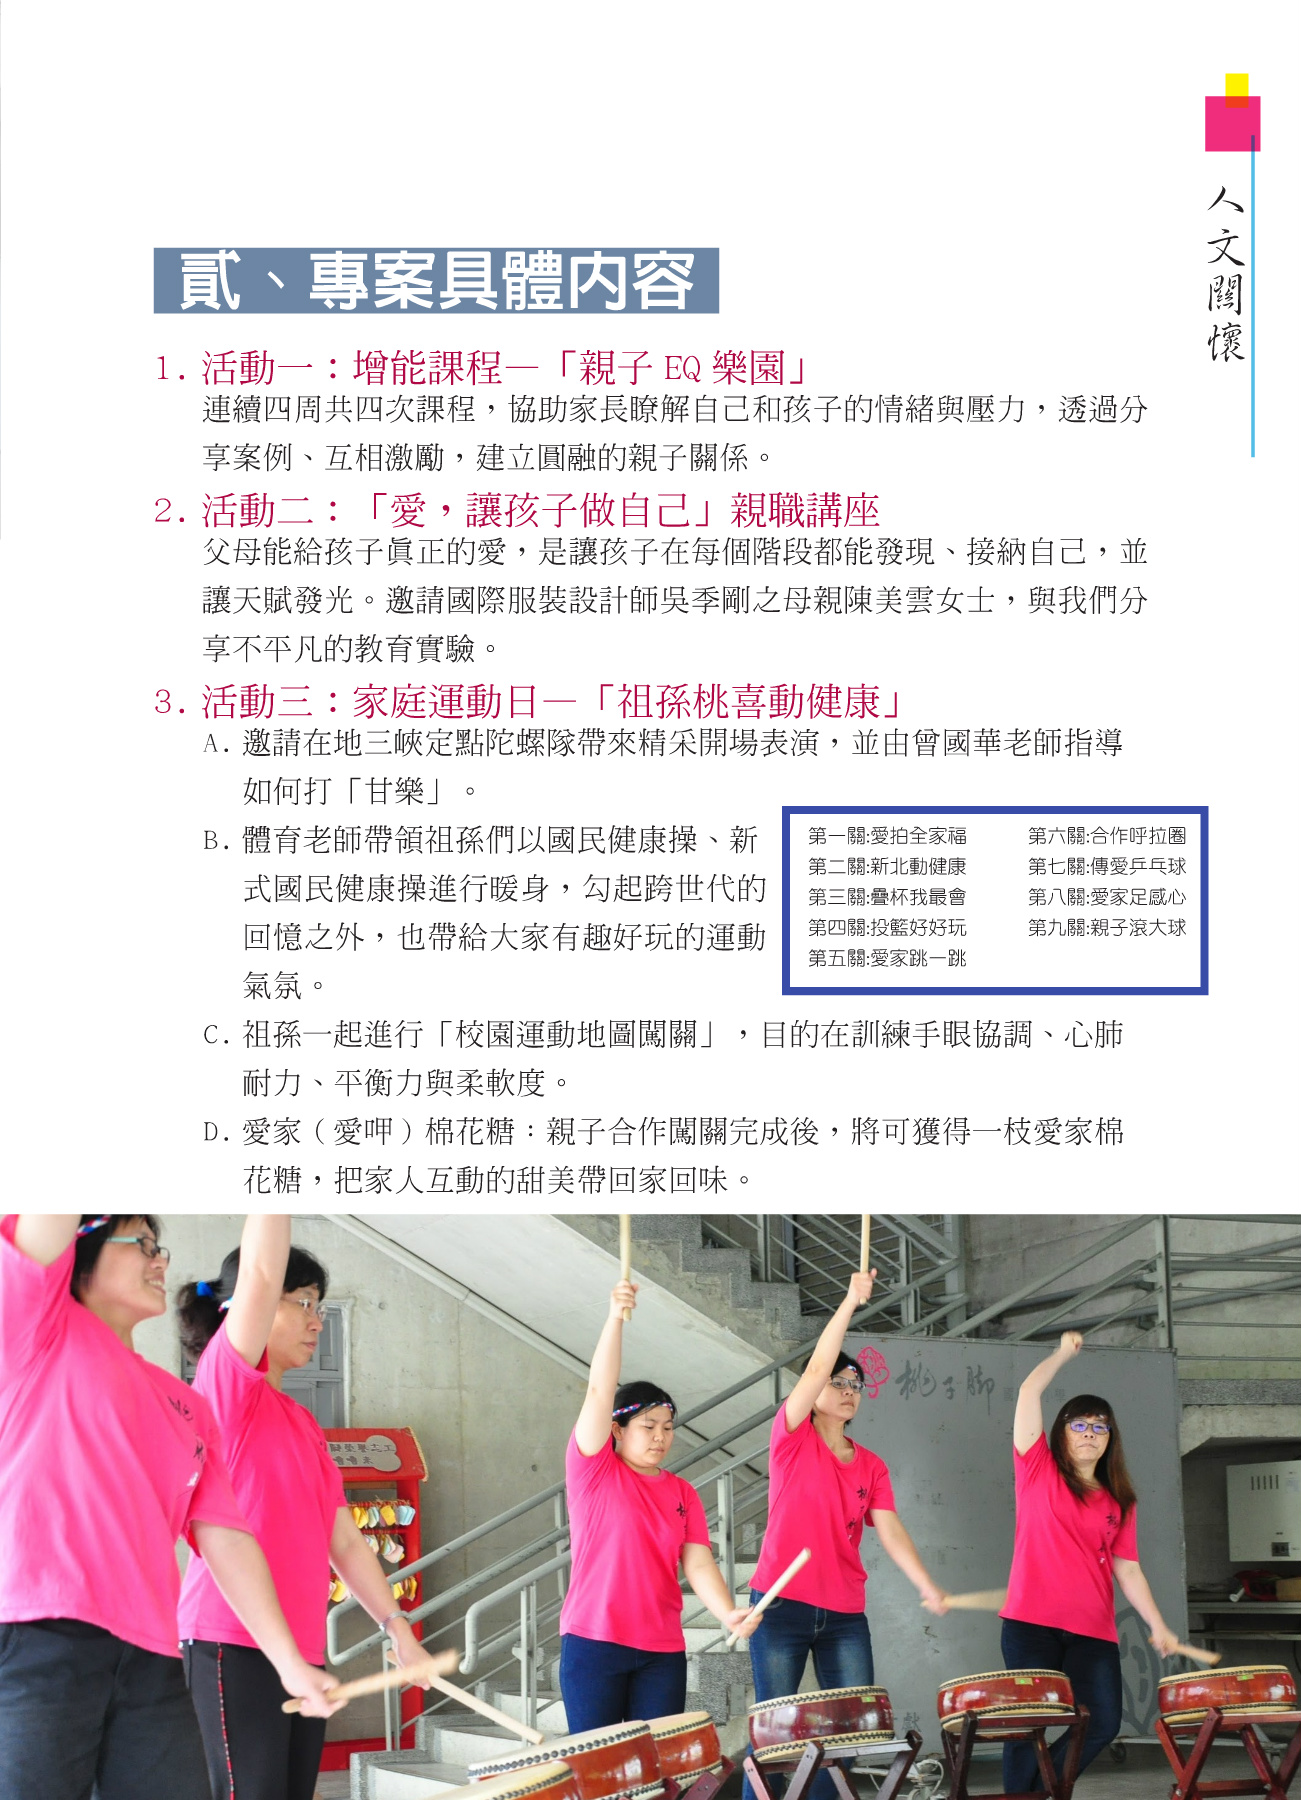 人文關懷
貳、專案具體內容
1. 活動一：增能課程—「親子 EQ 樂園」
連續四周共四次課程，協助家長瞭解自己和孩子的情緒與壓力，透過分
享案例、互相激勵，建立圓融的親子關係。
2. 活動二：「愛，讓孩子做自己」親職講座
父母能給孩子真正的愛，是讓孩子在每個階段都能發現、接納自己，並
讓天賦發光。邀請國際服裝設計師吳季剛之母親陳美雲女士，與我們分
享不平凡的教育實驗。
3. 活動三：家庭運動日—「祖孫桃喜動健康」
A. 邀請在地三峽定點陀螺隊帶來精采開場表演，並由曾國華老師指導
如何打「甘樂」。
B. 體育老師帶領祖孫們以國民健康操、新
式國民健康操進行暖身，勾起跨世代的
回憶之外，也帶給大家有趣好玩的運動
氣氛。
第一關:愛拍全家福
第二關:新北動健康
第三關:疊杯我最會
第四關:投籃好好玩
第五關:愛家跳一跳
第六關:合作呼拉圈
第七關:傳愛乒乓球
第八關:愛家足感心
第九關:親子滾大球
C. 祖孫一起進行「校園運動地圖闖關」，目的在訓練手眼協調、心肺
耐力、平衡力與柔軟度。
D. 愛家（愛呷）棉花糖：親子合作闖關完成後，將可獲得一枝愛家棉
花糖，把家人互動的甜美帶回家回味。
桃子腳